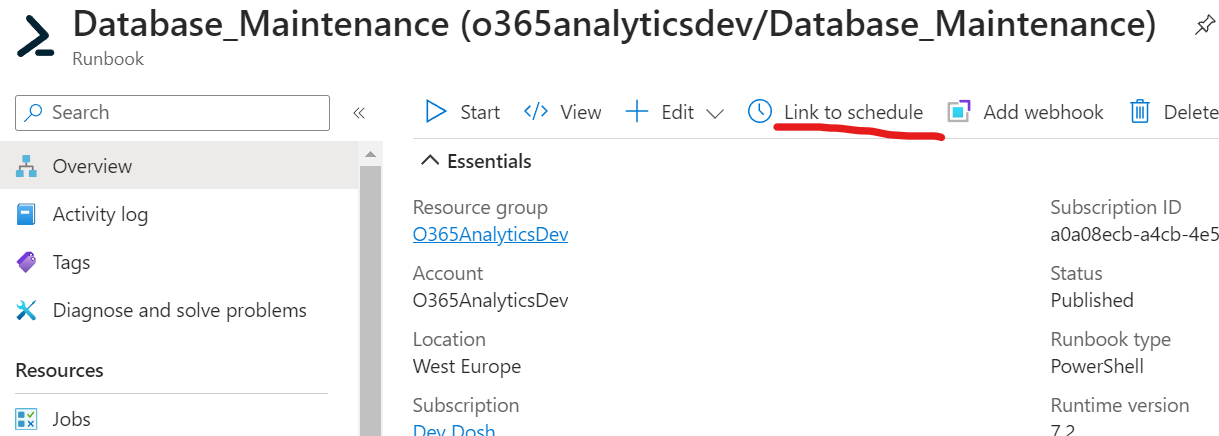 Database_Maintenance (o365analyticsdev/Database_Maintenance)
Runbook
Search
«
Start
View
Edit
Link to schedule
Add webhook
Delete
Overview
Activity log
Tags
Diagnose and solve problems
Resources
Jobs
Essentials
Resource group
O365AnalyticsDev
Account
O365AnalyticsDev
Location
West Europe
Subscription
Dev Dosh
Subscription ID
a0a08ecb-a4cb-4e5
Status
Published
Runbook type
PowerShell
Runtime version
7.2